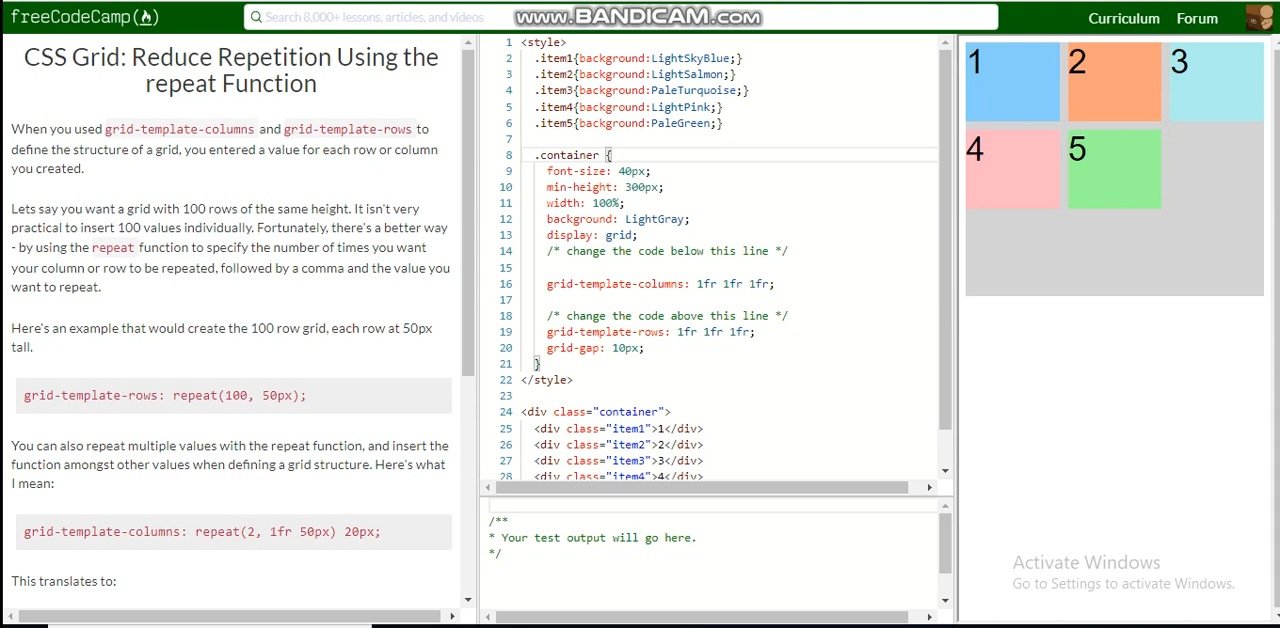 freeCodeCamp(🔥)
Search 8,000+ lessons, articles, and videos
www.BANDICAM.com
Curriculum Forum
CSS Grid: Reduce Repetition Using the
repeat Function
When you used grid-template-columns and grid-template-rows to
define the structure of a grid, you entered a value for each row or column
you created.
Lets say you want a grid with 100 rows of the same height. It isn't very
practical to insert 100 values individually. Fortunately, there's a better way
- by using the repeat function to specify the number of times you want
your column or row to be repeated, followed by a comma and the value you
want to repeat.
Here's an example that would create the 100 row grid, each row at 50px
tall.
grid-template-rows: repeat(100, 50px);
You can also repeat multiple values with the repeat function, and insert the
function amongst other values when defining a grid structure. Here's what
I mean:
grid-template-columns: repeat(2, 1fr 50px) 20px;
This translates to:
1 <style>
2 .item1{background:LightSkyBlue;}
3 .item2{background:LightSalmon;}
4 .item3{background:PaleTurquoise;}
5 .item4{background:LightPink;}
6 .item5{background:PaleGreen;}
7
8 .container {
9 font-size: 40px;
10 min-height: 300px;
11 width: 100%;
12 background: LightGray;
13 display: grid;
14 /* change the code below this line */
15
16 grid-template-columns: 1fr 1fr 1fr;
17
18 /* change the code above this line */
19 grid-template-rows: 1fr 1fr 1fr;
20 grid-gap: 10px;
21 }
22 </style>
23
24 <div class="container">
25 <div class="item1">1</div>
26 <div class="item2">2</div>
27 <div class="item3">3</div>
28 <div class="item4">4</div>
/**
* Your test output will go here.
*/
1 2 3
4 5
Activate Windows
Go to Settings to activate Windows.